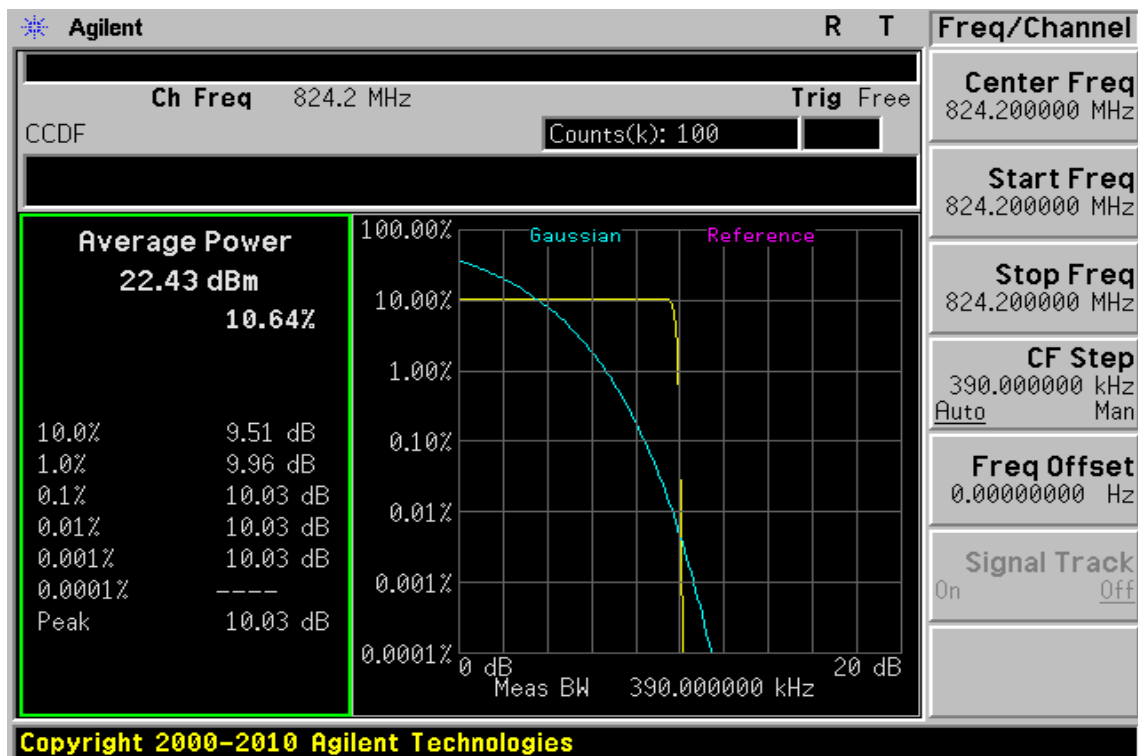 Agilent R T
Ch Freq 824.2 MHz Trig Free
CCDF Counts(k): 100
Average Power
22.43 dBm
10.64%
10.0% 9.51 dB
1.0% 9.96 dB
0.1% 10.03 dB
0.01% 10.03 dB
0.001% 10.03 dB
0.0001% ----
Peak 10.03 dB
Gaussian Reference
100.00%
10.00%
1.00%
0.10%
0.01%
0.001%
0.0001%
0 dB 20 dB
Meas BW 390.000000 kHz
Freq/Channel
Center Freq
824.200000 MHz
Start Freq
824.200000 MHz
Stop Freq
824.200000 MHz
CF Step
390.000000 kHz
Auto Man
Freq Offset
0.00000000 Hz
Signal Track
On Off
Copyright 2000-2010 Agilent Technologies